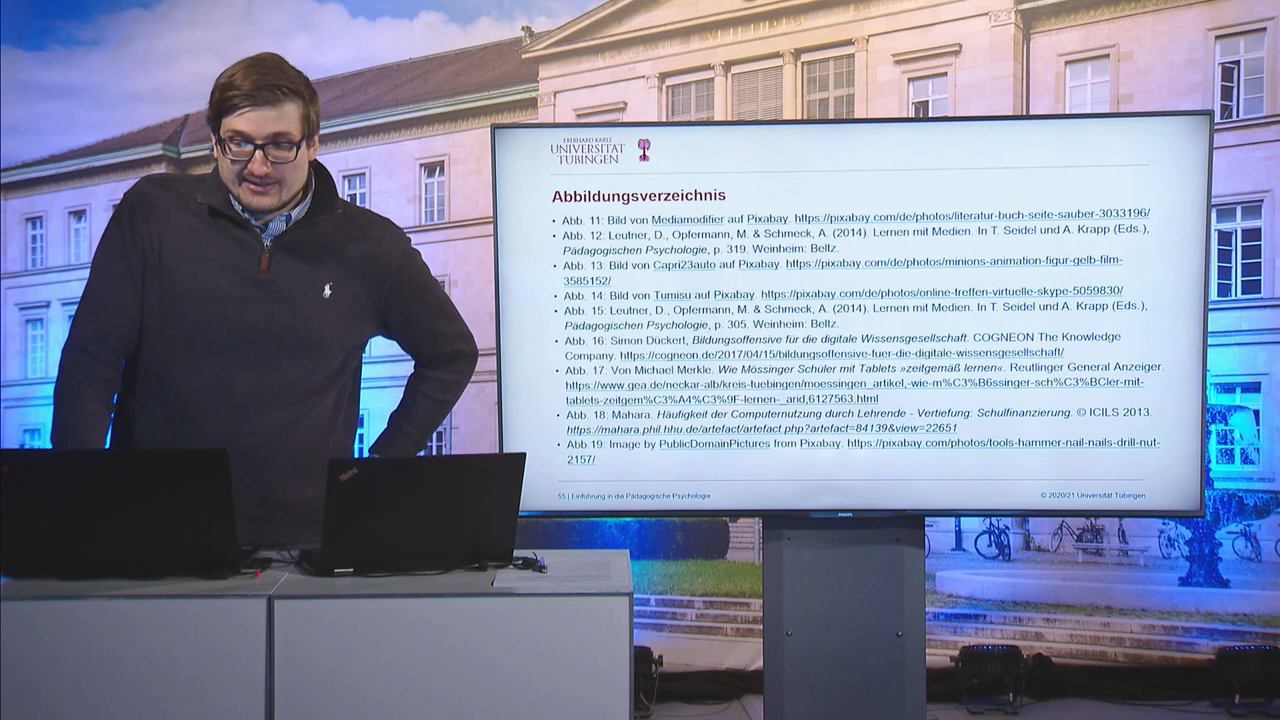 EBERHARD KARLS
UNIVERSITÄT
TÜBINGEN
Abbildungsverzeichnis
• Abb. 11: Bild von Mediamodifier auf Pixabay. https://pixabay.com/de/photos/literatur-buch-seite-sauber-3033196/
• Abb. 12: Leutner, D., Opfermann, M. & Schmeck, A. (2014). Lernen mit Medien. In T. Seidel und A. Krapp (Eds.),
Pädagogischen Psychologie, p. 319. Weinheim: Beltz.
• Abb. 13: Bild von Capri23auto auf Pixabay. https://pixabay.com/de/photos/minions-animation-figur-gelb-film-
3585152/
• Abb. 14: Bild von Tumisu auf Pixabay. https://pixabay.com/de/photos/online-treffen-virtuelle-skype-5059830/
• Abb. 15: Leutner, D., Opfermann, M. & Schmeck, A. (2014). Lernen mit Medien. In T. Seidel und A. Krapp (Eds.),
Pädagogischen Psychologie, p. 305. Weinheim: Beltz.
• Abb. 16: Simon Dückert, Bildungsoffensive für die digitale Wissensgesellschaft. COGNEON The Knowledge
Company. https://cogneon.de/2017/04/15/bildungsoffensive-fuer-die-digitale-wissensgesellschaft/
• Abb. 17: Von Michael Merkle. Wie Mössinger Schüler mit Tablets »zeitgemäß lernen«. Reutlinger General Anzeiger.
https://www.gea.de/neckar-alb/kreis-tuebingen/moessingen_artikel,-wie-m%C3%B6ssinger-sch%C3%BCler-mit-
tablets-zeitgem%C3%A4%C3%9F-lernen-_arid,6127563.html
• Abb. 18: Mahara. Häufigkeit der Computernutzung durch Lehrende - Vertiefung: Schulfinanzierung. © ICILS 2013.
https://mahara.phil.hhu.de/artefact/artefact.php?artefact=84139&view=22651
• Abb.19: Image by PublicDomainPictures from Pixabay. https://pixabay.com/photos/tools-hammer-nail-nails-drill-nut-
2157/
55 | Einführung in die Pädagogische Psychologie
© 2020/21 Universität Tübingen
PHILIPS
ThinkPad